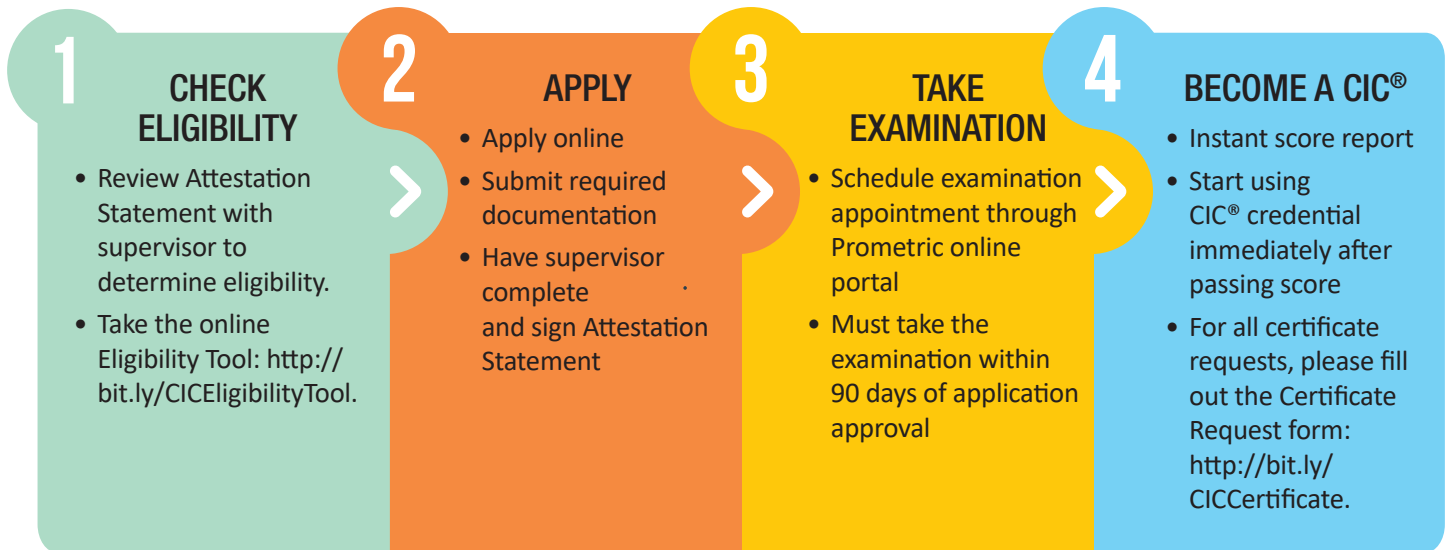 1
CHECK
ELIGIBILITY
• Review Attestation
Statement with
supervisor to
determine eligibility.
• Take the online
Eligibility Tool: http://
bit.ly/CICEligibilityTool.
2
APPLY
• Apply online
• Submit required
documentation
• Have supervisor
complete
and sign Attestation
Statement
3
TAKE
EXAMINATION
• Schedule examination
appointment through
Prometric online
portal
• Must take the
examination within
90 days of application
approval
4
BECOME A CIC®
• Instant score report
• Start using
CIC® credential
immediately after
passing score
• For all certificate
requests, please fill
out the Certificate
Request form:
http://bit.ly/
CICCertificate.